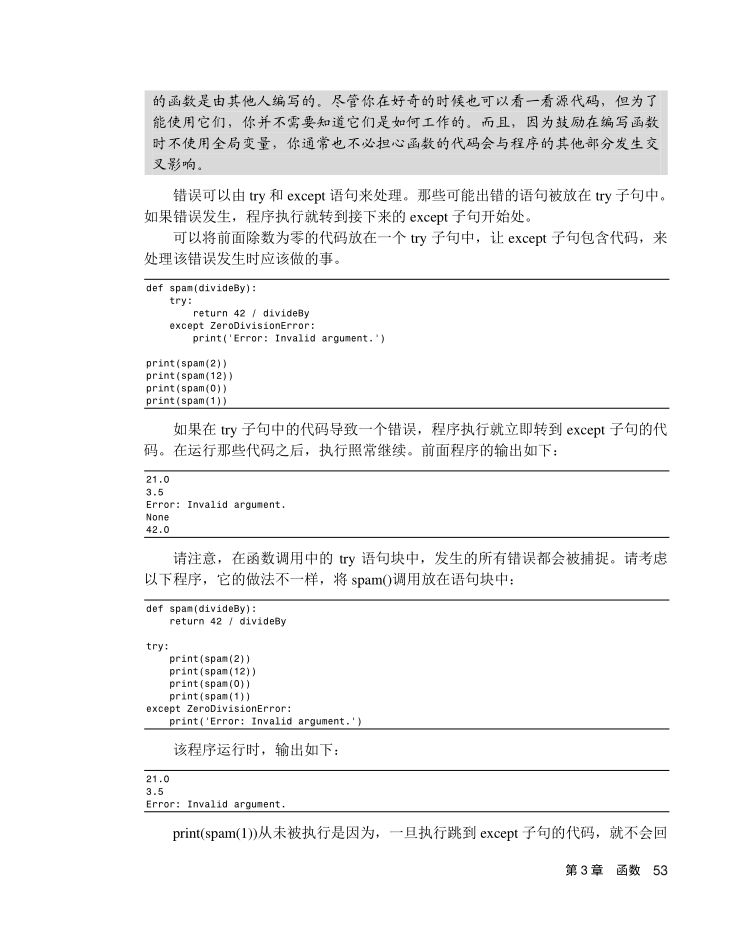 的函数是由其他人编写的。尽管你在好奇的时候也可以看一看源代码，但为了
能使用它们，你并不需要知道它们是如何工作的。而且，因为鼓励在编写函数
时不使用全局变量，你通常也不必担心函数的代码会与程序的其他部分发生交
叉影响。
错误可以由 try 和 except 语句来处理。那些可能出错的语句被放在 try 子句中。
如果错误发生，程序执行就转到接下来的 except 子句开始处。
可以将前面除数为零的代码放在一个 try 子句中，让 except 子句包含代码，来
处理该错误发生时应该做的事。
def spam(divideBy):
    try:
        return 42 / divideBy
    except ZeroDivisionError:
        print('Error: Invalid argument.')

print(spam(2))
print(spam(12))
print(spam(0))
print(spam(1))
如果在 try 子句中的代码导致一个错误，程序执行就立即转到 except 子句的代
码。在运行那些代码之后，执行照常继续。前面程序的输出如下：
21.0
3.5
Error: Invalid argument.
None
42.0
请注意，在函数调用中的 try 语句块中，发生的所有错误都会被捕捉。请考虑
以下程序，它的做法不一样，将 spam()调用放在语句块中：
def spam(divideBy):
    return 42 / divideBy

try:
    print(spam(2))
    print(spam(12))
    print(spam(0))
    print(spam(1))
except ZeroDivisionError:
    print('Error: Invalid argument.')
该程序运行时，输出如下：
21.0
3.5
Error: Invalid argument.
print(spam(1))从未被执行是因为，一旦执行跳到 except 子句的代码，就不会回
第 3 章 函数 53